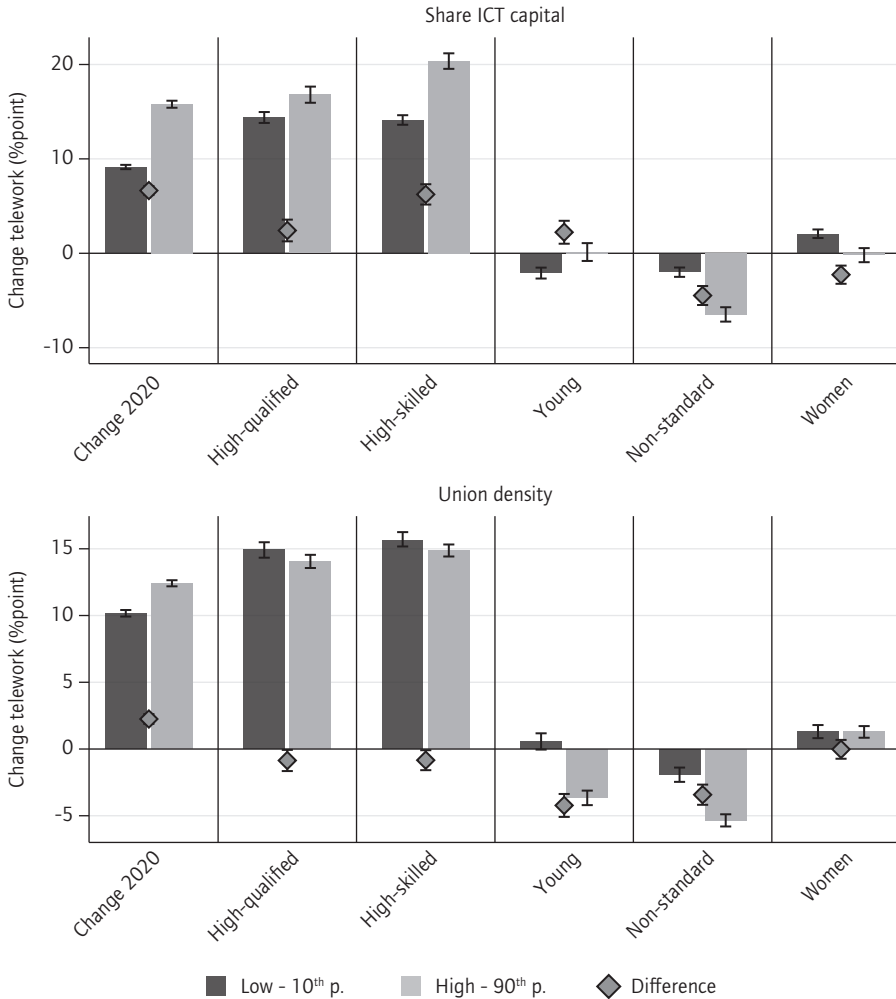 Share ICT capital
Change telework (%point)
20
10
0
-10
Change 2020
High-qualified
High-skilled
Young
Non-standard
Women
Union density
Change telework (%point)
15
10
5
0
-5
Change 2020
High-qualified
High-skilled
Young
Non-standard
Women
Low - 10th p. High - 90th p. Difference